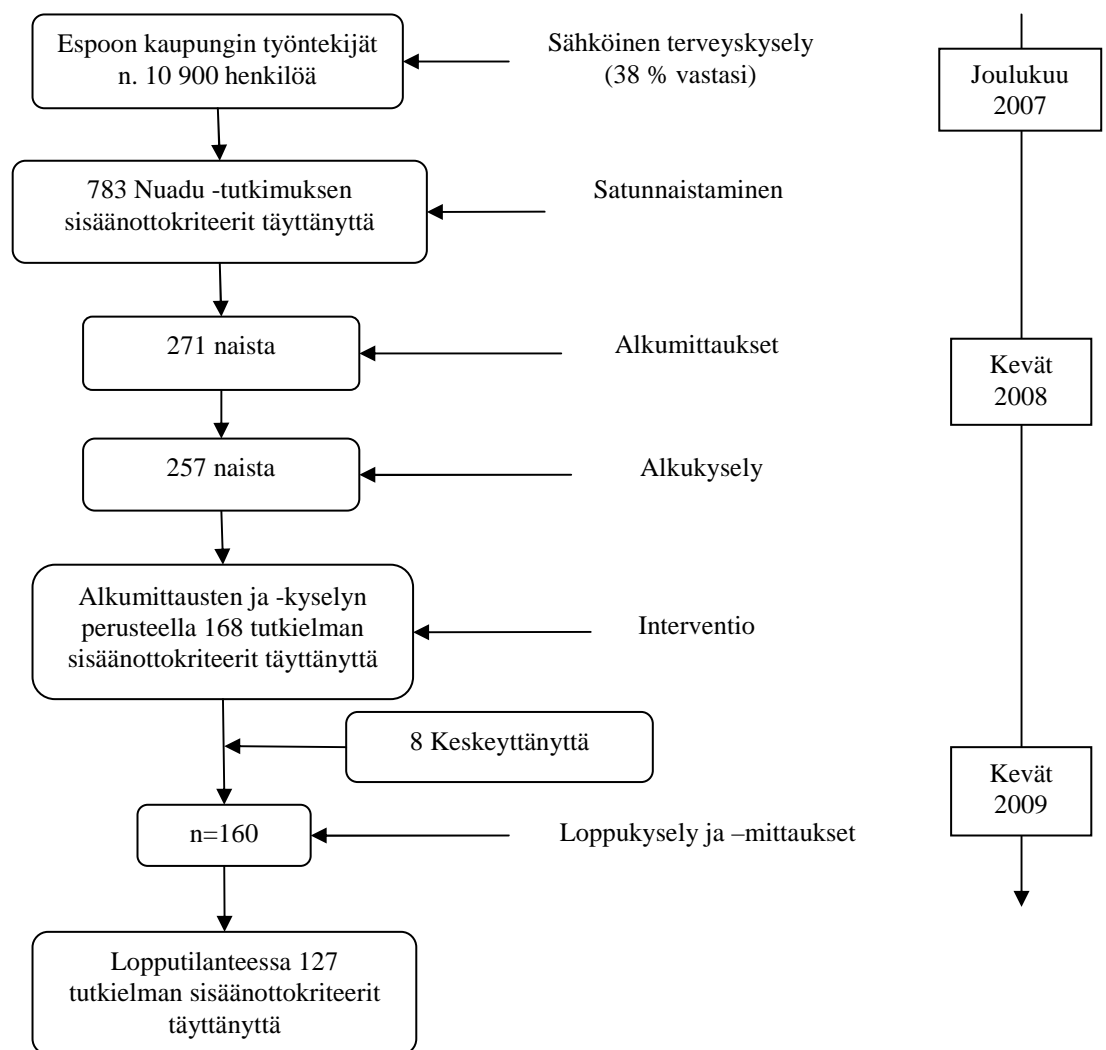 Espoon kaupungin työntekijät
n. 10 900 henkilöä
Sähköinen terveyskysely
(38 % vastasi)
Joulukuu
2007
783 Nuadu -tutkimuksen
sisäänottokriteerit täyttänyttä
Satunnaistaminen
271 naista
Alkumittaukset
Kevät
2008
257 naista
Alkukysely
Alkumittausten ja -kyselyn
perusteella 168 tutkielman
sisäänottokriteerit täyttänyttä
Interventio
8 Keskeyttänyttä
Kevät
2009
n=160
Loppukysely ja –mittaukset
Lopputilanteessa 127
tutkielman sisäänottokriteerit
täyttänyttä